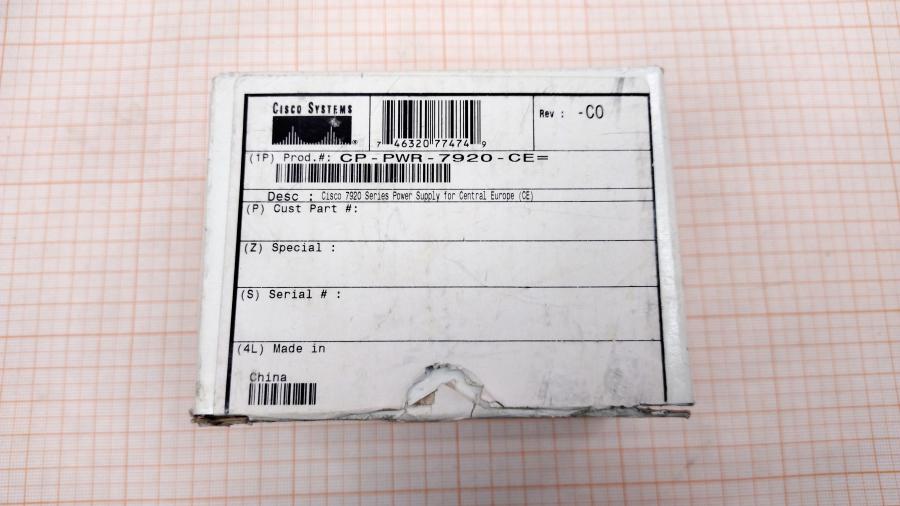 CISCO SYSTEMS
®
7 46320 77474 9
Rev : -C0
(1P) Prod.#: CP-PWR-7920-CE=
Desc : Cisco 7920 Series Power Supply for Central Europe (CE)
(P) Cust Part #:
(Z) Special :
(S) Serial # :
(4L) Made in
China